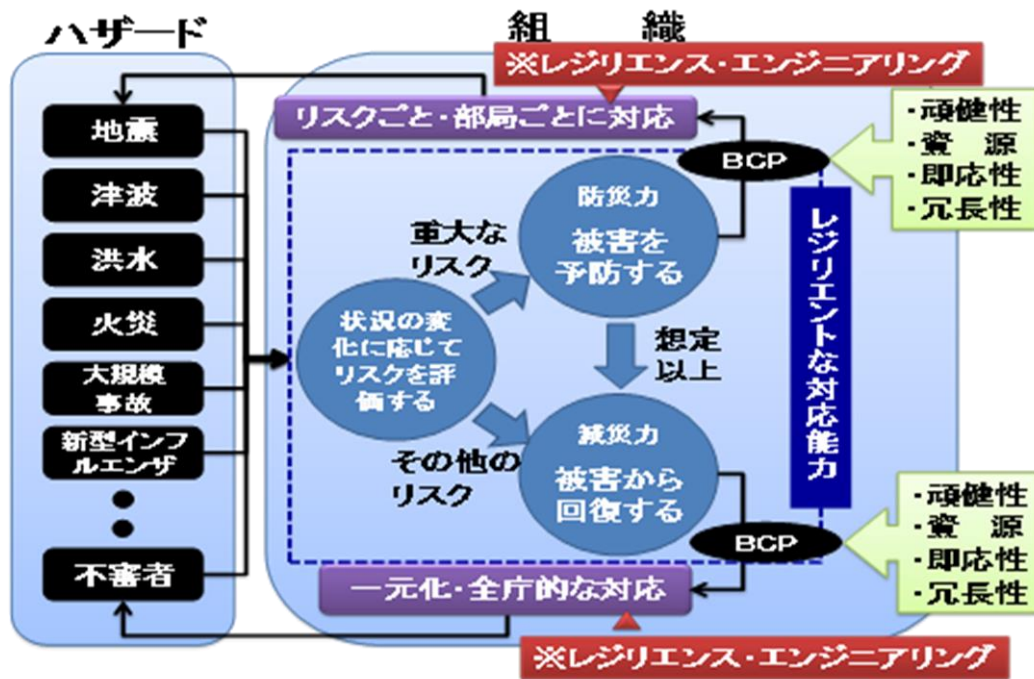 ハザード
組　織
※レジリエンス・エンジニアリング
リスクごと・部局ごとに対応
地震
津波
洪水
火災
大規模
事故
新型インフ
ルエンザ
不審者
状況の変
化に応じて
リスクを評
価する
重大な
リスク
その他の
リスク
防災力
被害を
予防する
想定
以上
減災力
被害から
回復する
BCP
BCP
レジリエントな対応能力
・頑健性
・資　源
・即応性
・冗長性
・頑健性
・資　源
・即応性
・冗長性
一元化・全庁的な対応
※レジリエンス・エンジニアリング